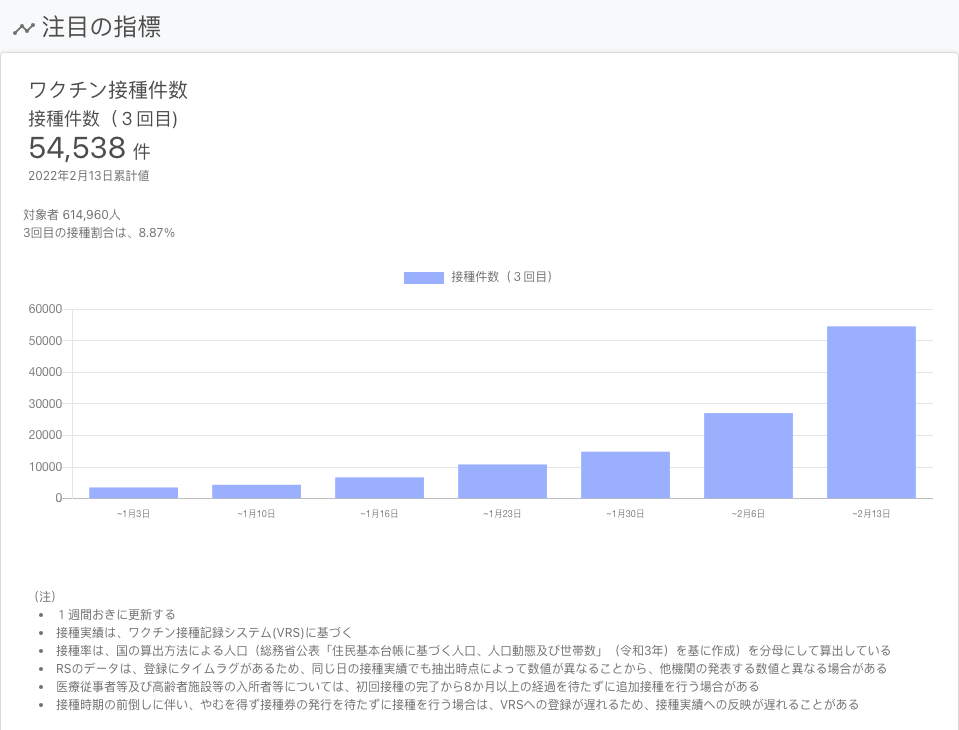 注目の指標
ワクチン接種件数
接種件数（３回目)
54,538 件
2022年2月13日累計値
対象者 614,960人
3回目の接種割合は、8.87%
接種件数（３回目）
60000
50000
40000
30000
20000
10000
0
~1月3日
~1月10日
~1月16日
~1月23日
~1月30日
~2月6日
~2月13日
（注）
• １週間おきに更新する
• 接種実績は、ワクチン接種記録システム(VRS)に基づく
• 接種率は、国の算出方法による人口（総務省公表「住民基本台帳に基づく人口、人口動態及び世帯数」（令和3年）を基に作成）を分母にして算出している
• RSのデータは、登録にタイムラグがあるため、同じ日の接種実績でも抽出時点によって数値が異なることから、他機関の発表する数値と異なる場合がある
• 医療従事者等及び高齢者施設等の入所者等については、初回接種の完了から8か月以上の経過を待たずに追加接種を行う場合がある
• 接種時期の前倒しに伴い、やむを得ず接種券の発行を待たずに接種を行う場合は、VRSへの登録が遅れるため、接種実績への反映が遅れることがある